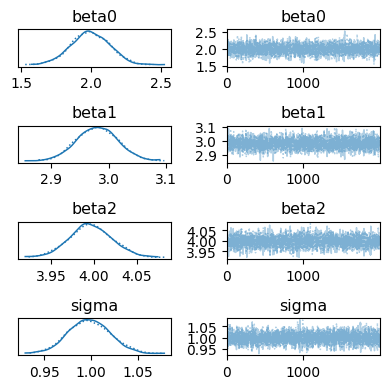 beta0 beta0
2.5
2.0
1.5
1.5 2.0 2.5 0 1000
beta1 beta1
3.1
3.0
2.9
2.9 3.0 3.1 0 1000
beta2 beta2
4.05
4.00
3.95
3.95 4.00 4.05 0 1000
sigma sigma
1.05
1.00
0.95
0.95 1.00 1.05 0 1000